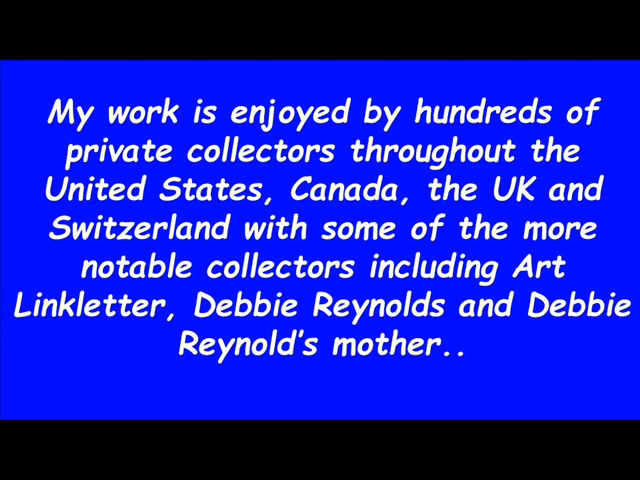 My work is enjoyed by hundreds of
private collectors throughout the
United States, Canada, the UK and
Switzerland with some of the more
notable collectors including Art
Linkletter, Debbie Reynolds and Debbie
Reynold's mother..